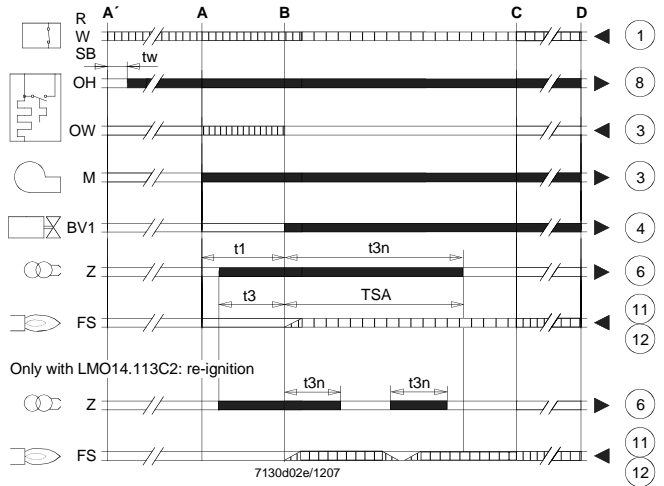 R A´ A B C D
W 1
SB tw
OH 8
OW 3
M 3
BV1 4
t1 t3n
Z 6
t3 TSA
FS 11
12
Only with LMO14.113C2: re-ignition
t3n t3n
Z 6
FS 11
12
7130d02e/1207